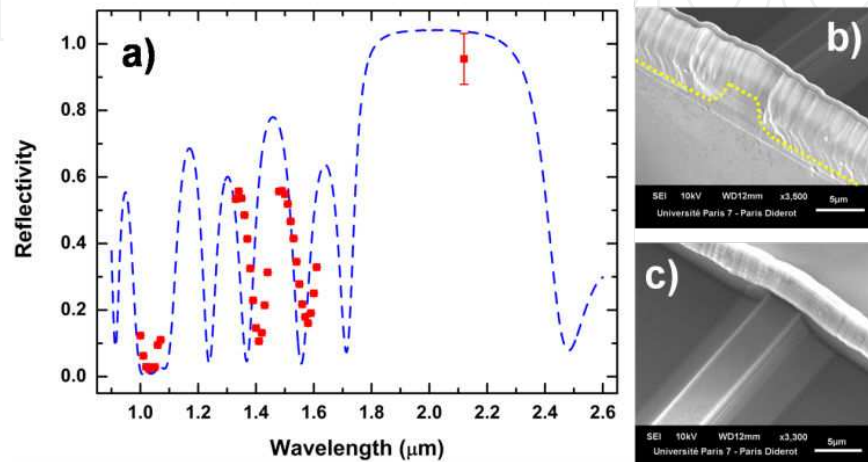 a)
Reflectivity
1.0
0.8
0.6
0.4
0.2
0.0
1.0 1.2 1.4 1.6 1.8 2.0 2.2 2.4 2.6
Wavelength (μm)
b)
SEI 10kV WD12mm x3,500 5μm
Université Paris 7 - Paris Diderot
c)
SEI 10kV WD12mm x3,300 5μm
Université Paris 7 - Paris Diderot